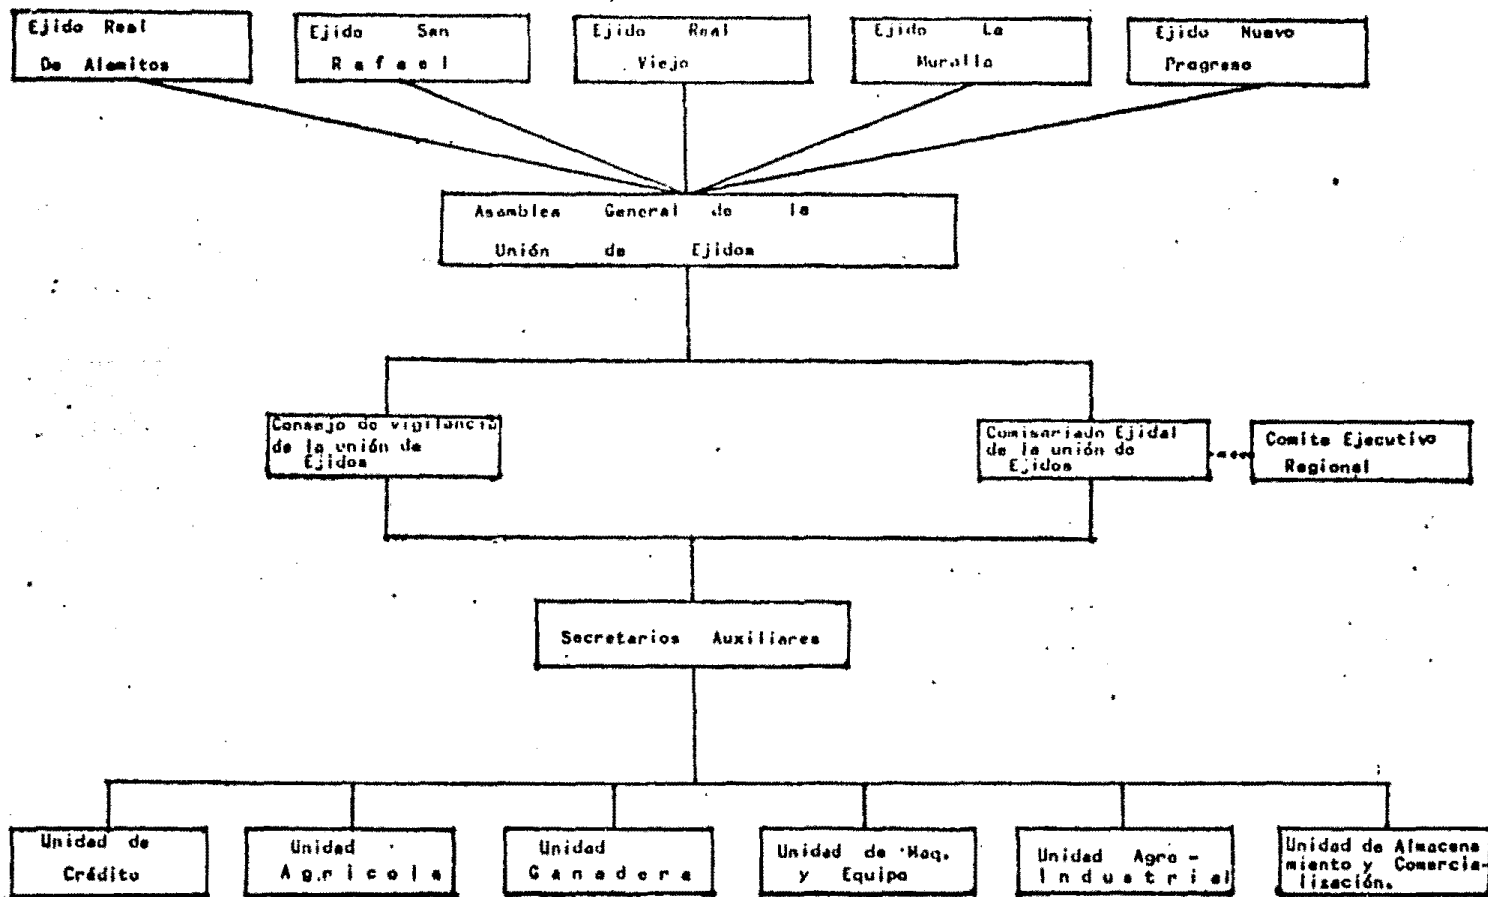 Ejido Real
De Alamitos
Ejido San
Rafael
Ejido Real
Viejo
Ejido La
Muralla
Ejido Nuevo
Progreso
Asamblea General de la
Unión de Ejidos
Consejo de vigilancia
de la unión de
Ejidos
Comisariado Ejidal
de la unión de
Ejidos
Comite Ejecutivo
Regional
Secretarios Auxiliares
Unidad de
Crédito
Unidad
Agricola
Unidad
Ganadera
Unidad de Maq.
y Equipo
Unidad Agro-
Industrial
Unidad de Almacena
miento y Comercia-
lización.